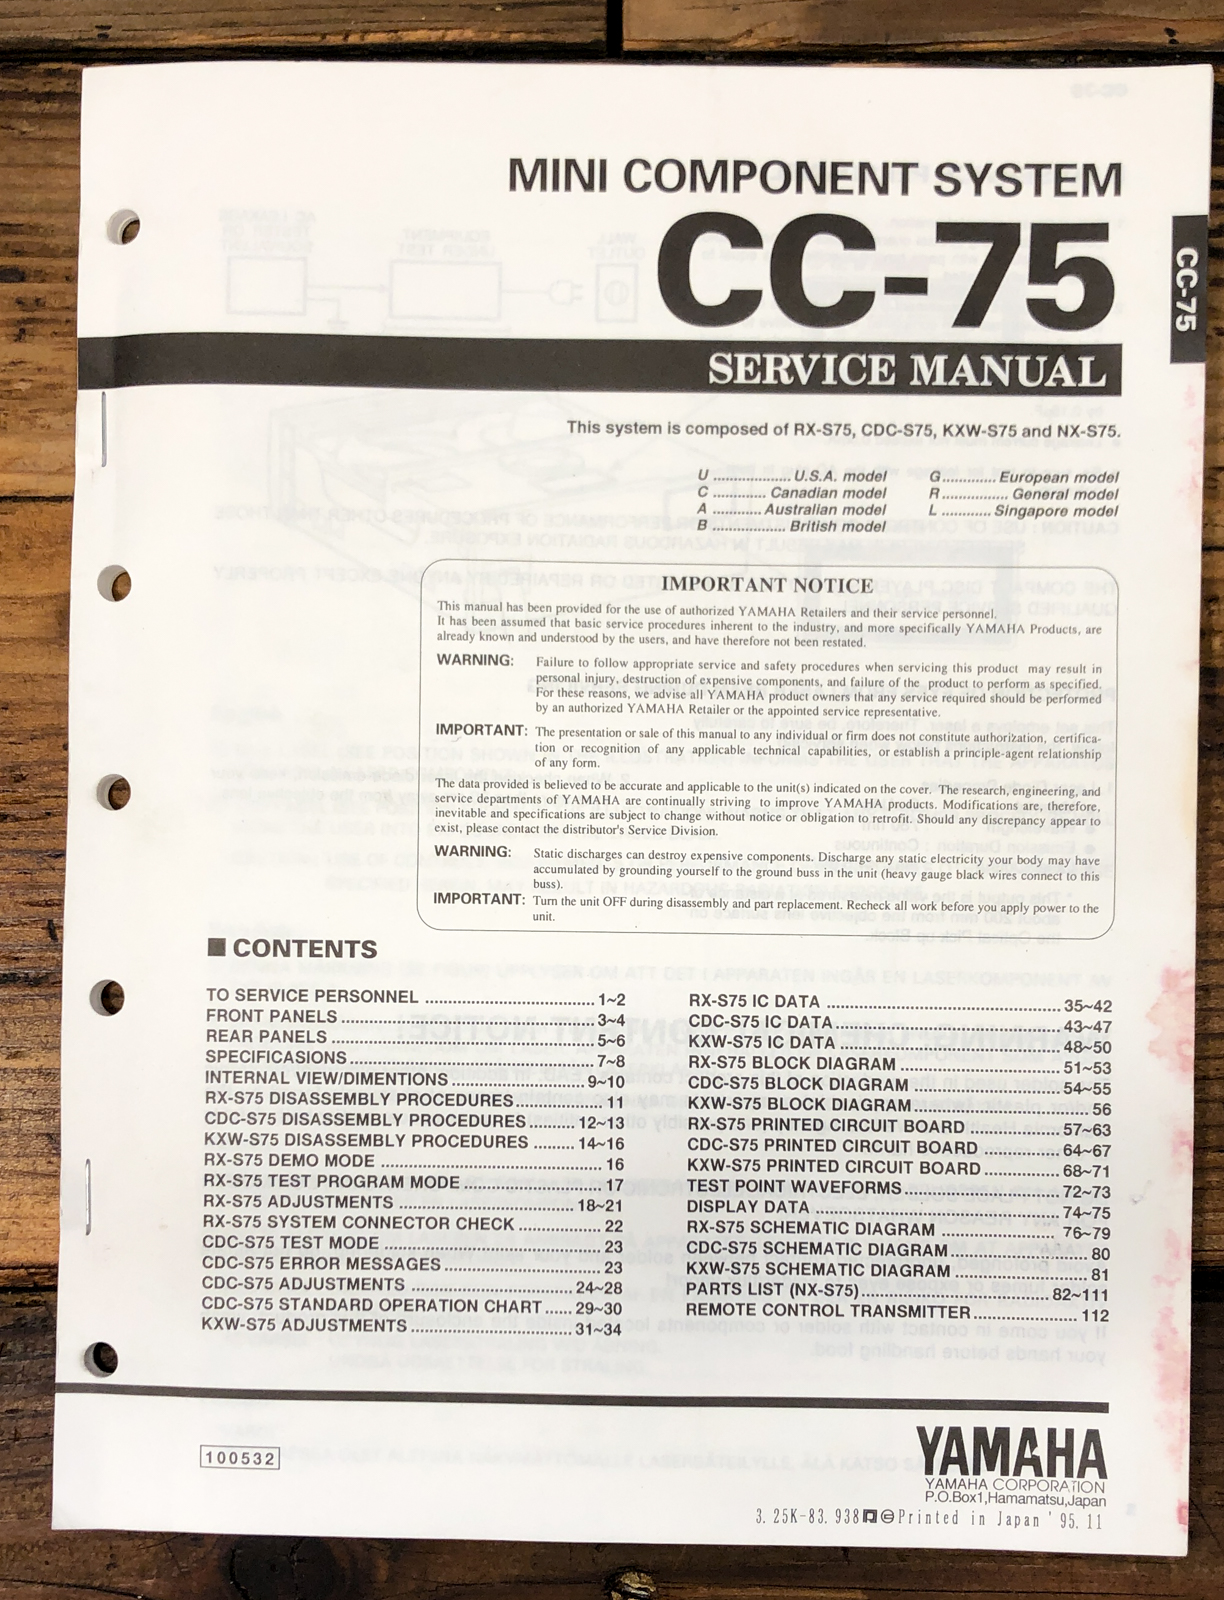 MINI COMPONENT SYSTEM
CC-75
CC-75
SERVICE MANUAL
This system is composed of RX-S75, CDC-S75, KXW-S75 and NX-S75.
U ................... U.S.A. model
C ............. Canadian model
A ............ Australian model
B .................. British model
G............. European model
R ................ General model
L ............ Singapore model
IMPORTANT NOTICE
This manual has been provided for the use of authorized YAMAHA Retailers and their service personnel.
It has been assumed that basic service procedures inherent to the industry, and more specifically YAMAHA Products, are
already known and understood by the users, and have therefore not been restated.
WARNING: Failure to follow appropriate service and safety procedures when servicing this product may result in
personal injury, destruction of expensive components, and failure of the product to perform as specified.
For these reasons, we advise all YAMAHA product owners that any service required should be performed
by an authorized YAMAHA Retailer or the appointed service representative.
IMPORTANT: The presentation or sale of this manual to any individual or firm does not constitute authorization, certifica-
tion or recognition of any applicable technical capabilities, or establish a principle-agent relationship
of any form.
The data provided is believed to be accurate and applicable to the unit(s) indicated on the cover. The research, engineering, and
service departments of YAMAHA are continually striving to improve YAMAHA products. Modifications are, therefore,
inevitable and specifications are subject to change without notice or obligation to retrofit. Should any discrepancy appear to
exist, please contact the distributor's Service Division.
WARNING: Static discharges can destroy expensive components. Discharge any static electricity your body may have
accumulated by grounding yourself to the ground buss in the unit (heavy gauge black wires connect to this
buss).
IMPORTANT: Turn the unit OFF during disassembly and part replacement. Recheck all work before you apply power to the
unit.
■ CONTENTS
TO SERVICE PERSONNEL .................................. 1~2
FRONT PANELS .................................................. 3~4
REAR PANELS .................................................... 5~6
SPECIFICASIONS ................................................. 7~8
INTERNAL VIEW/DIMENTIONS .......................... 9~10
RX-S75 DISASSEMBLY PROCEDURES .................. 11
CDC-S75 DISASSEMBLY PROCEDURES ......... 12~13
KXW-S75 DISASSEMBLY PROCEDURES ........ 14~16
RX-S75 DEMO MODE ............................................ 16
RX-S75 TEST PROGRAM MODE ............................ 17
RX-S75 ADJUSTMENTS ................................... 18~21
RX-S75 SYSTEM CONNECTOR CHECK ................ 22
CDC-S75 TEST MODE ........................................... 23
CDC-S75 ERROR MESSAGES ................................ 23
CDC-S75 ADJUSTMENTS ................................. 24~28
CDC-S75 STANDARD OPERATION CHART ..... 29~30
KXW-S75 ADJUSTMENTS ................................ 31~34
RX-S75 IC DATA ............................................... 35~42
CDC-S75 IC DATA ............................................. 43~47
KXW-S75 IC DATA ............................................ 48~50
RX-S75 BLOCK DIAGRAM ................................ 51~53
CDC-S75 BLOCK DIAGRAM .............................. 54~55
KXW-S75 BLOCK DIAGRAM .................................. 56
RX-S75 PRINTED CIRCUIT BOARD ................... 57~63
CDC-S75 PRINTED CIRCUIT BOARD ................ 64~67
KXW-S75 PRINTED CIRCUIT BOARD ............... 68~71
TEST POINT WAVEFORMS ............................... 72~73
DISPLAY DATA ................................................. 74~75
RX-S75 SCHEMATIC DIAGRAM ........................ 76~79
CDC-S75 SCHEMATIC DIAGRAM ........................... 80
KXW-S75 SCHEMATIC DIAGRAM .......................... 81
PARTS LIST (NX-S75) ...................................... 82~111
REMOTE CONTROL TRANSMITTER .................... 112
100532
YAMAHA
YAMAHA CORPORATION
P.O.Box1,Hamamatsu,Japan
3. 25K-83. 938 Printed in Japan ' 95. 11